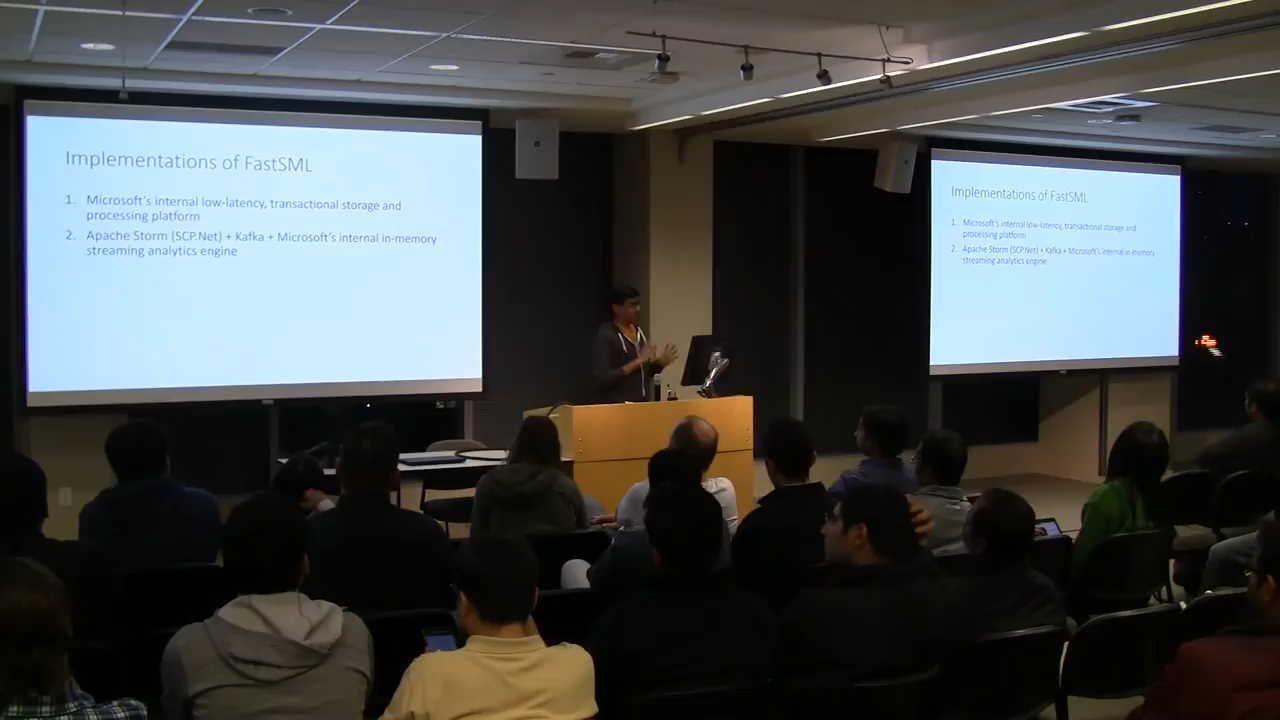 Implementations of FastSML
1. Microsoft's internal low-latency, transactional storage and
processing platform
2. Apache Storm (SCP.Net) + Kafka + Microsoft's internal in-memory
streaming analytics engine
Implementations of FastSML
1. Microsoft's internal low-latency, transactional storage and
processing platform
2. Apache Storm (SCP.Net) + Kafka + Microsoft's internal in-memory
streaming analytics engine